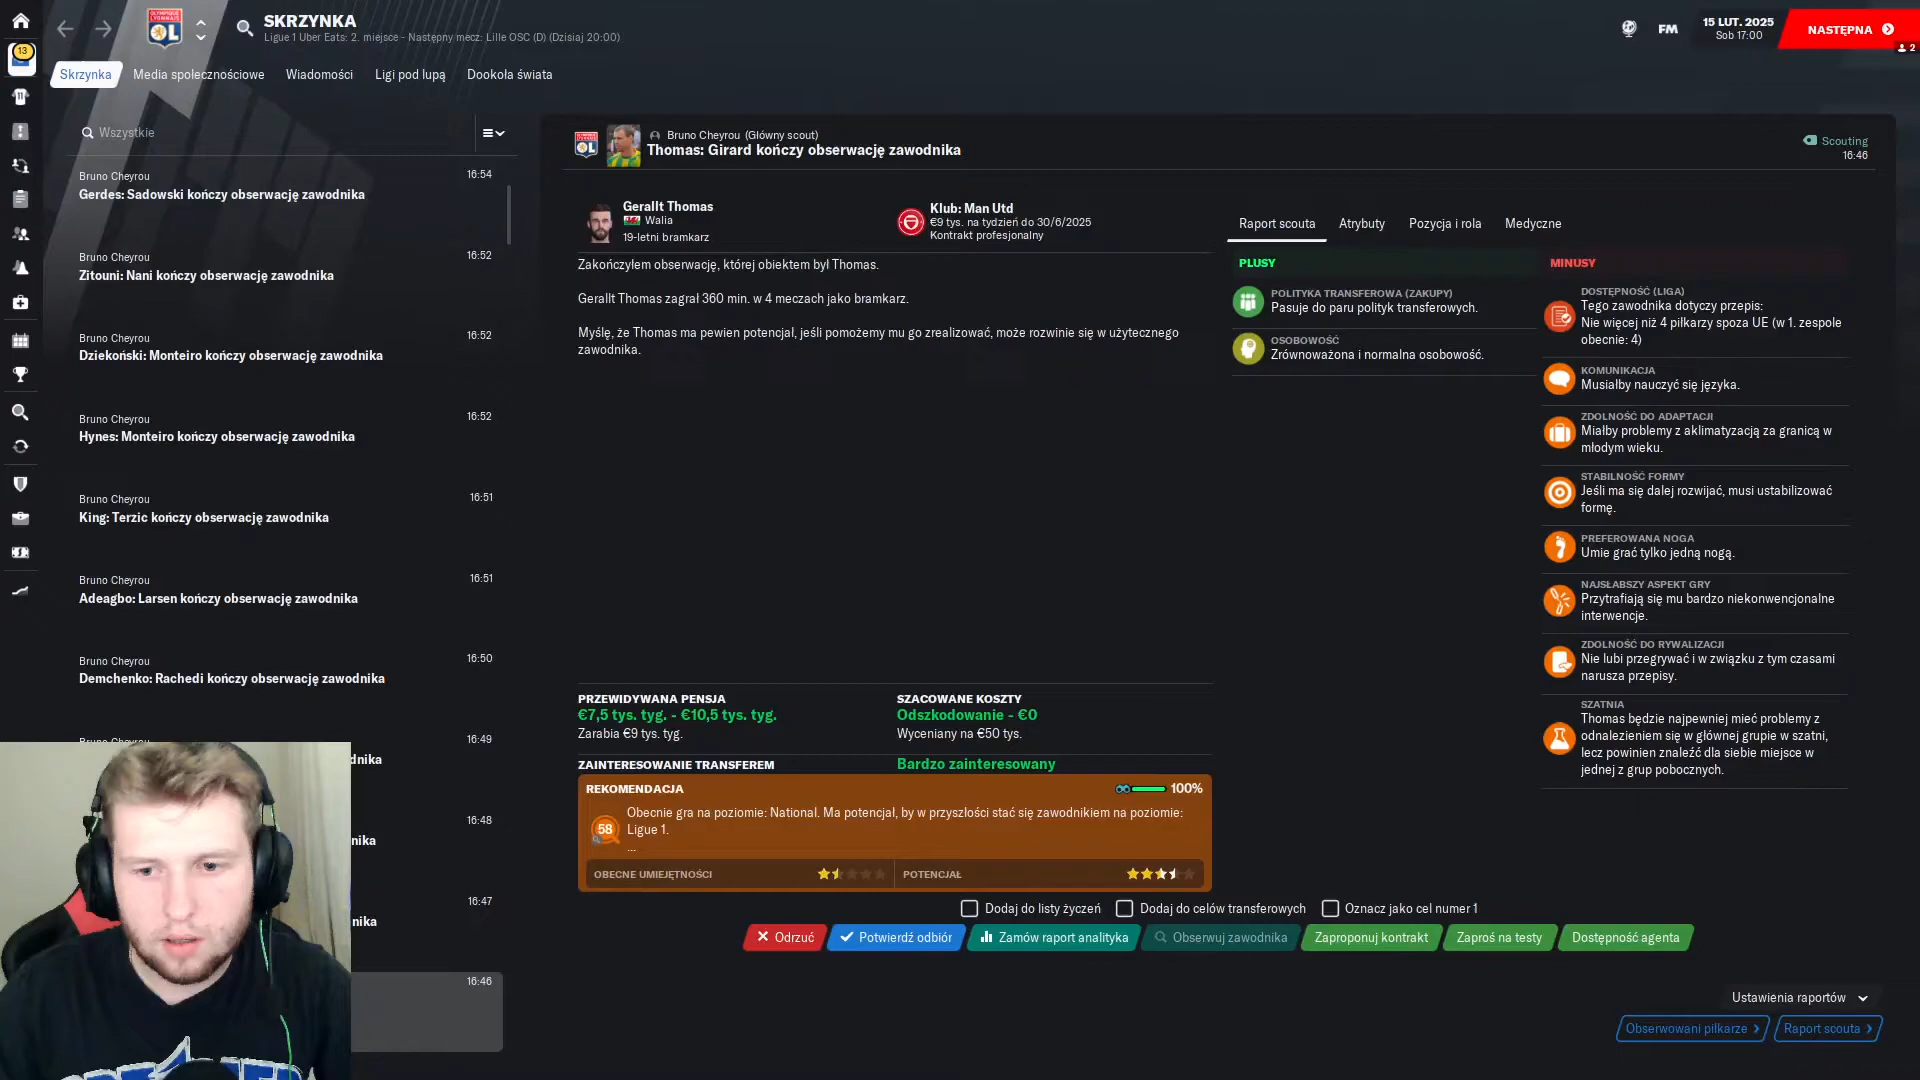 SKRZYNKA
Ligue 1 Uber Eats: 2. miejsce - Następny mecz: Lille OSC (D) (Dzisiaj 20:00)
FM
15 LUT. 2025
Sob 17:00
NASTĘPNA
2
13
Skrzynka
Media społecznościowe
Wiadomości
Ligi pod lupą
Dookoła świata
Wszystkie
Bruno Cheyrou
16:54
Gerdes: Sadowski kończy obserwację zawodnika
Bruno Cheyrou
16:52
Zitouni: Nani kończy obserwację zawodnika
Bruno Cheyrou
16:52
Dziekoński: Monteiro kończy obserwację zawodnika
Bruno Cheyrou
16:52
Hynes: Monteiro kończy obserwację zawodnika
Bruno Cheyrou
16:51
King: Terzic kończy obserwację zawodnika
Bruno Cheyrou
16:51
Adeagbo: Larsen kończy obserwację zawodnika
Bruno Cheyrou
16:50
Demchenko: Rachedi kończy obserwację zawodnika
16:49
dnika
16:48
nika
16:47
nika
16:46
Bruno Cheyrou (Główny scout)
Thomas: Girard kończy obserwację zawodnika
Scouting
16:46
Gerallt Thomas
Walia
19-letni bramkarz
Klub: Man Utd
€9 tys. na tydzień do 30/6/2025
Kontrakt profesjonalny
Zakończyłem obserwację, której obiektem był Thomas.
Gerallt Thomas zagrał 360 min. w 4 meczach jako bramkarz.
Myślę, że Thomas ma pewien potencjał, jeśli pomożemy mu go zrealizować, może rozwinie się w użytecznego
zawodnika.
Raport scouta
Atrybuty
Pozycja i rola
Medyczne
PLUSY
POLITYKA TRANSFEROWA (ZAKUPY)
Pasuje do paru polityk transferowych.
OSOBOWOŚĆ
Zrównoważona i normalna osobowość.
MINUSY
DOSTĘPNOŚĆ (LIGA)
Tego zawodnika dotyczy przepis:
Nie więcej niż 4 piłkarzy spoza UE (w 1. zespole
obecnie: 4)
KOMUNIKACJA
Musiałby nauczyć się języka.
ZDOLNOŚĆ DO ADAPTACJI
Miałby problemy z aklimatyzacją za granicą w
młodym wieku.
STABILNOŚĆ FORMY
Jeśli ma się dalej rozwijać, musi ustabilizować
formę.
PREFEROWANA NOGA
Umie grać tylko jedną nogą.
NAJSŁABSZY ASPEKT GRY
Przytrafiają się mu bardzo niekonwencjonalne
interwencje.
ZDOLNOŚĆ DO RYWALIZACJI
Nie lubi przegrywać i w związku z tym czasami
narusza przepisy.
SZATNIA
Thomas będzie najpewniej mieć problemy z
odnalezieniem się w głównej grupie w szatni,
lecz powinien znaleźć dla siebie miejsce w
jednej z grup pobocznych.
PRZEWIDYWANA PENSJA
€7,5 tys. tyg. - €10,5 tys. tyg.
Zarabia €9 tys. tyg.
SZACOWANE KOSZTY
Odszkodowanie - €0
Wyceniany na €50 tys.
ZAINTERESOWANIE TRANSFEREM
Bardzo zainteresowany
REKOMENDACJA
100%
58
Obecnie gra na poziomie: National. Ma potencjał, by w przyszłości stać się zawodnikiem na poziomie:
Ligue 1.
...
OBECNE UMIEJĘTNOŚCI
POTENCJAŁ
Dodaj do listy życzeń
Dodaj do celów transferowych
Oznacz jako cel numer 1
Odrzuć
Potwierdź odbiór
Zamów raport analityka
Obserwuj zawodnika
Zaproponuj kontrakt
Zaproś na testy
Dostępność agenta
Ustawienia raportów
Obserwowani piłkarze
Raport scouta